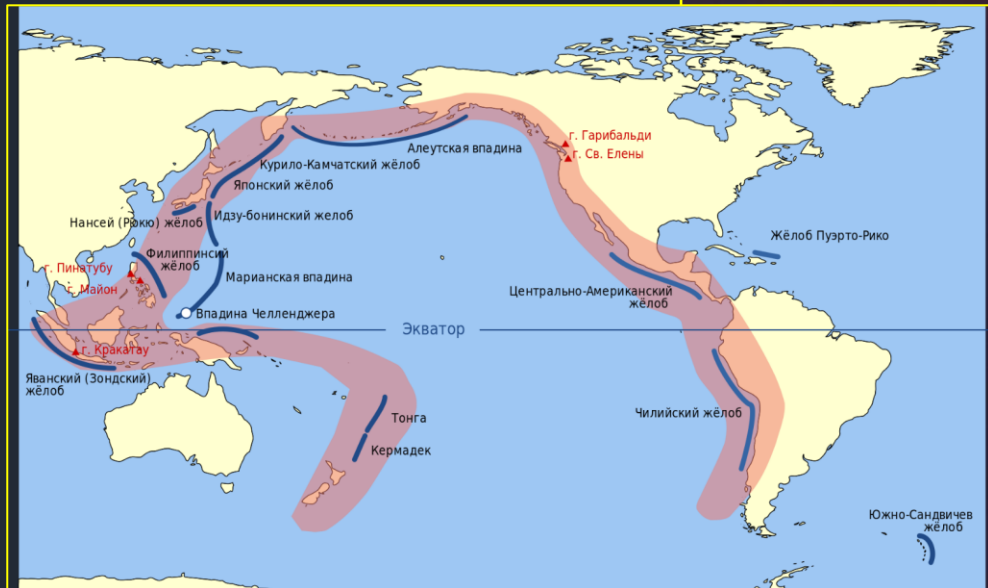 г. Гарибальди
г. Св. Елены
Алеутская впадина
Курило-Камчатский жёлоб
Японский жёлоб
Идзу-бонинский желоб
Нансей (Рюкю) жёлоб
Жёлоб Пуэрто-Рико
Филиппинсий
жёлоб
г. Пинатубу
г. Майон
Марианская впадина
Центрально-Американский
жёлоб
Впадина Челленджера
Экватор
г. Кракатау
Яванский (Зондский)
жёлоб
Чилийский жёлоб
Тонга
Кермадек
Южно-Сандвичев
жёлоб